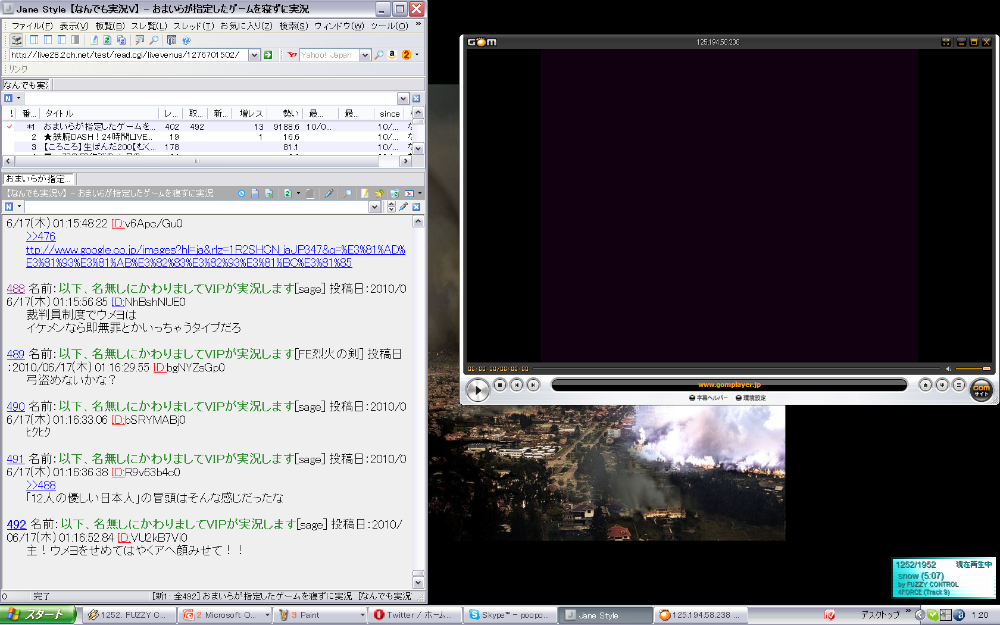 Jane Style 【なんでも実況V】 - おまいらが指定したゲームを寝ずに実況
ファイル(F) 表示(V) 板覧(B) スレ覧(L) スレッド(T) お気に入り(Z) 検索(S) ウィンドウ(W) ツール(O) »
http://live28.2ch.net/test/read.cgi/livevenus/1276701502/
Yahoo! Japan
リンク
なんでも実
! 番... タイトル レ... 取... 新... 増レス 勢い 最... 最... since
*1 おまいらが指定したゲームを... 402 492 13 9188.6 10/0... 10/...
2 ★鉄腕DASH！24時間LIVE... 19 1 16.6 10/...
3 【ころころ】生ぱんだ200【むく... 178 81.1 10/...
おまいらが指定...
【なんでも実況V】 - おまいらが指定したゲームを寝ずに実況
6/17(木) 01:15:48.22 ID:v6Apc/Gu0
>>476
ttp://www.google.co.jp/images?hl=ja&rlz=1R2SHCN_jaJP347&q=%E3%81%AD%
E3%81%93%E3%81%AB%E3%82%83%E3%82%93%E3%81%BC%E3%81%85
488 名前：以下、名無しにかわりましてVIPが実況します[sage] 投稿日：2010/0
6/17(木) 01:15:56.85 ID:NhBshNUE0
裁判員制度でウメヨは
イケメンなら即無罪とかいっちゃうタイプだろ
489 名前：以下、名無しにかわりましてVIPが実況します[FE烈火の剣] 投稿日
：2010/06/17(木) 01:16:29.55 ID:bgNYZsGp0
弓盗めないかな？
490 名前：以下、名無しにかわりましてVIPが実況します[sage] 投稿日：2010/0
6/17(木) 01:16:33.06 ID:bSRYMABj0
ﾋｸﾋｸ
491 名前：以下、名無しにかわりましてVIPが実況します[sage] 投稿日：2010/0
6/17(木) 01:16:36.38 ID:R9v63b4c0
>>488
「12人の優しい日本人」の冒頭はそんな感じだったな
492 名前：以下、名無しにかわりましてVIPが実況します[sage] 投稿日：2010/
06/17(木) 01:16:52.84 ID:VU2kB7Vi0
主！ウメヨをせめてはやくアヘ顔みせて！！
0 完了 [新1: 全492] おまいらが指定したゲームを寝ずに実況 [なんでも実況
GOM 125.194.58.238
00:00:00/00:00:00
www.gomplayer.jp
字幕ヘルパー 環境設定
GOM
サイト
1252/1952 現在再生中
snow (5:07)
by FUZZY CONTROL
4FORCE (Track 9)
スタート 1252. FUZZY C... 2 Microsoft O... 3 Paint Twitter / ホーム... Skype™ - poopo... Jane Style 125.194.58.238 ... デスクトップ » 1:20